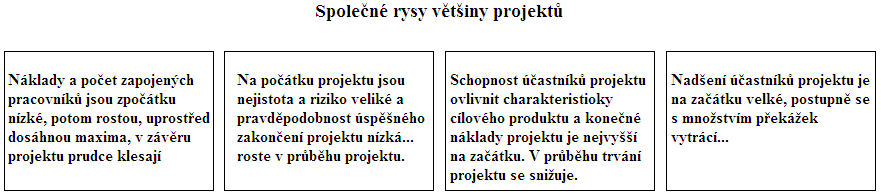 Společné rysy většiny projektů
Náklady a počet zapojených
pracovníků jsou zpočátku
nízké, potom rostou, uprostřed
dosáhnou maxima, v závěru
projektu prudce klesají
Na počátku projektu jsou
nejistota a riziko veliké a
pravděpodobnost úspěšného
zakončení projektu nízká...
roste v průběhu projektu.
Schopnost účastníků projektu
ovlivnit charakteristioky
cílového produktu a konečné
náklady projektu je nejvyšší
na začátku. V průběhu trvání
projektu se snižuje.
Nadšení účastníků projektu je
na začátku velké, postupně se
s množstvím překážek
vytrácí...